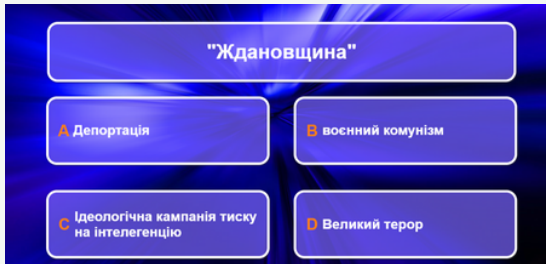 "Ждановщина"
A Депортація
B воєнний комунізм
C Ідеологічна кампанія тиску
на інтелегенцію
D Великий терор